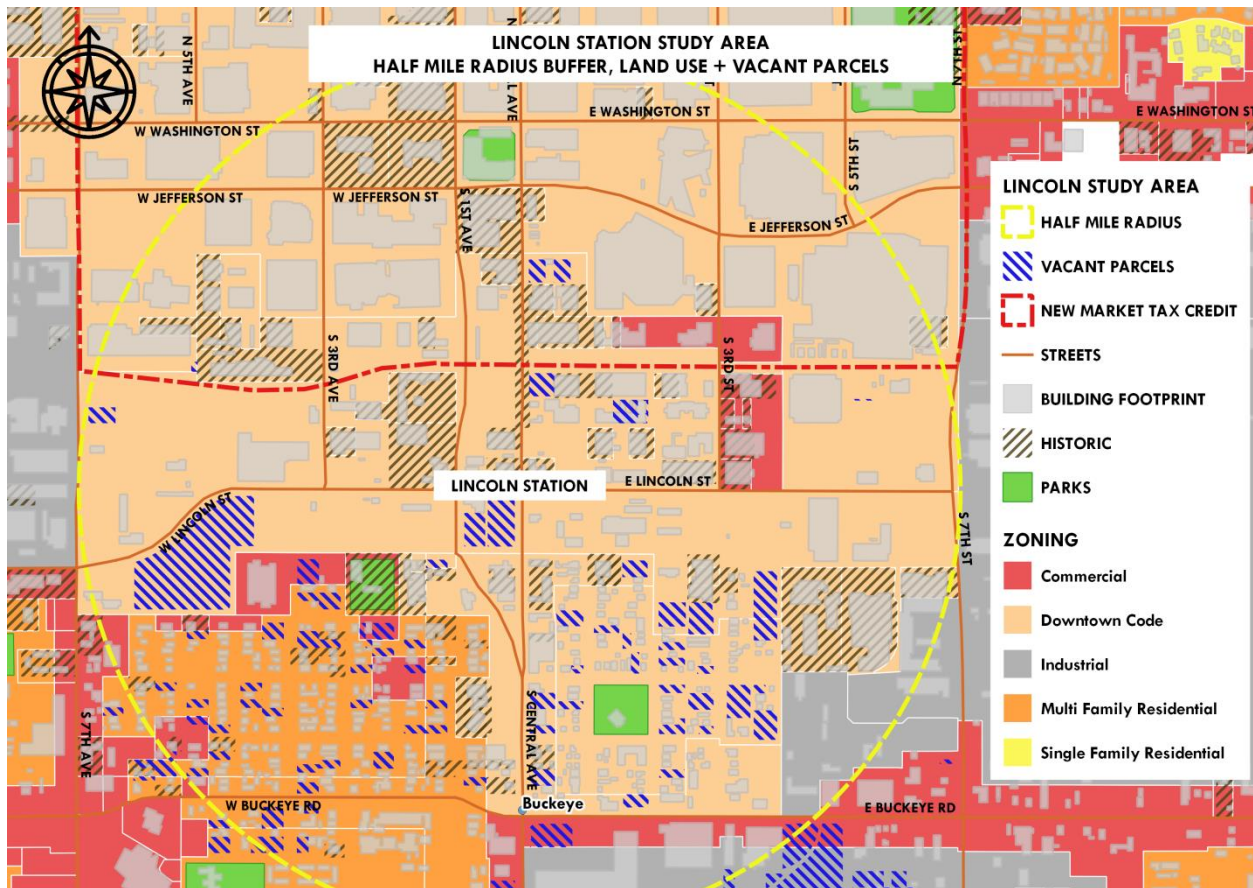 LINCOLN STATION STUDY AREA
HALF MILE RADIUS BUFFER, LAND USE + VACANT PARCELS
N 5TH AVE
W WASHINGTON ST
E WASHINGTON ST
E WASHINGTON ST
W JEFFERSON ST
W JEFFERSON ST
S 1ST AVE
E JEFFERSON ST
S 5TH ST
S 3RD AVE
S 3RD ST
LINCOLN STATION
E LINCOLN ST
W LINCOLN ST
S 7TH ST
S 7TH AVE
S CENTRAL AVE
W BUCKEYE RD
Buckeye
E BUCKEYE RD
LINCOLN STUDY AREA
HALF MILE RADIUS
VACANT PARCELS
NEW MARKET TAX CREDIT
STREETS
BUILDING FOOTPRINT
HISTORIC
PARKS
ZONING
Commercial
Downtown Code
Industrial
Multi Family Residential
Single Family Residential